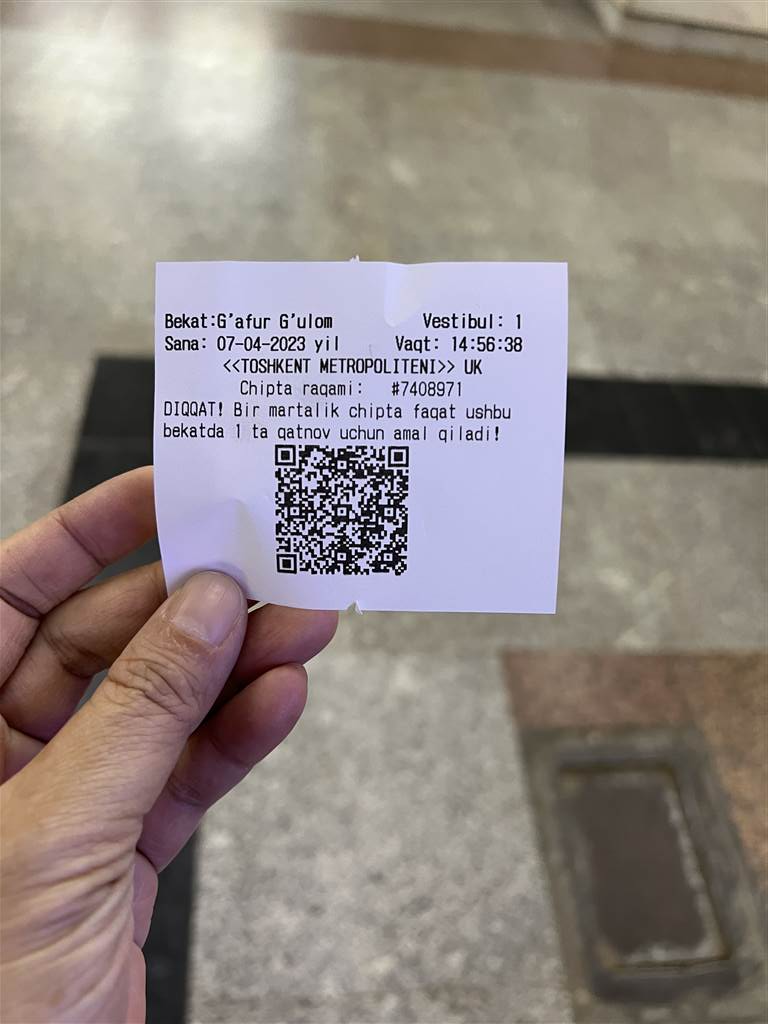 Bekat:G'afur G'ulom Vestibul: 1
Sana: 07-04-2023 yil Vaqt: 14:56:38
<<TOSHKENT METROPOLITENI>> UK
Chipta raqami: #7408971
DIQQAT! Bir martalik chipta faqat ushbu
bekatda 1 ta qatnov uchun amal qiladi!